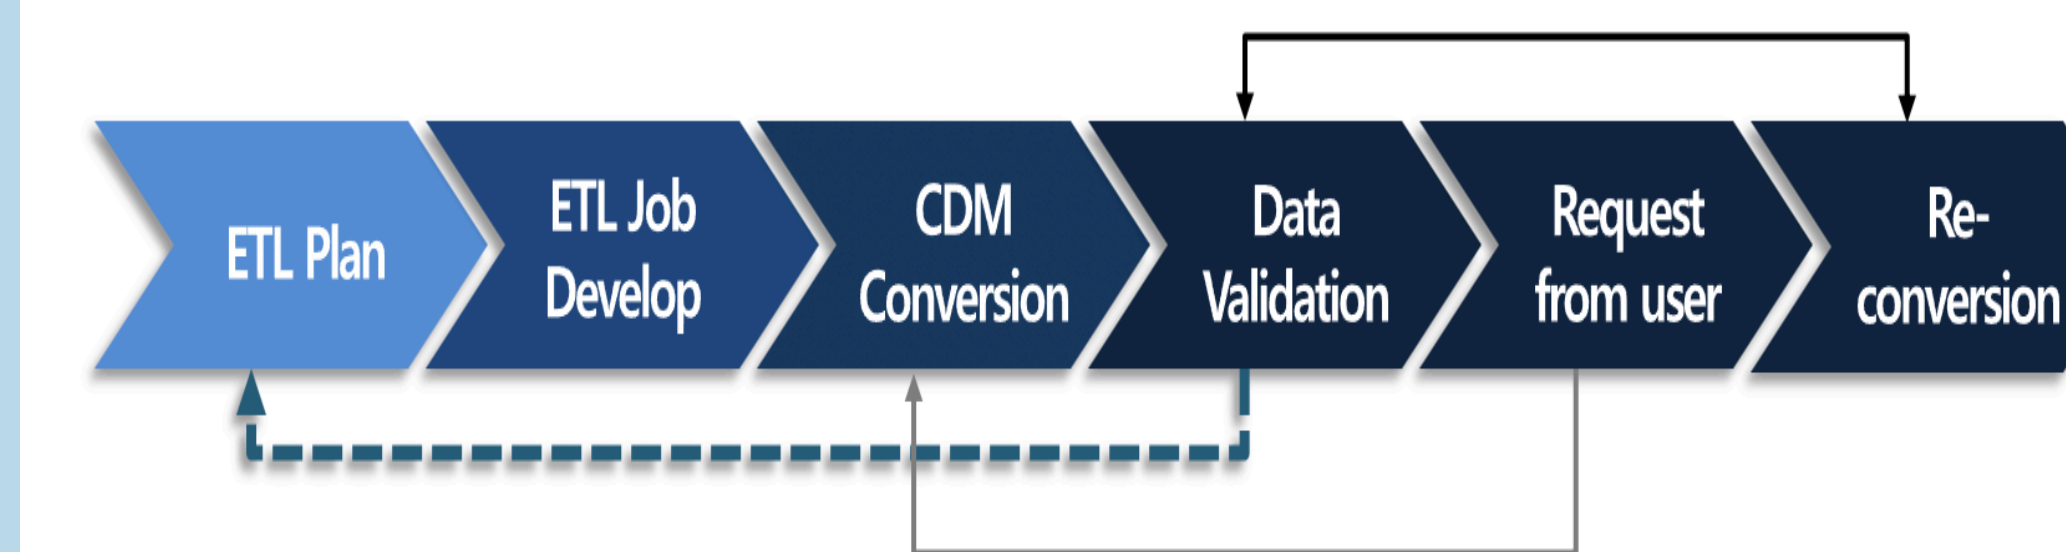 ETL Plan
ETL Job
Develop
CDM
Conversion
Data
Validation
Request
from user
Re-
conversion